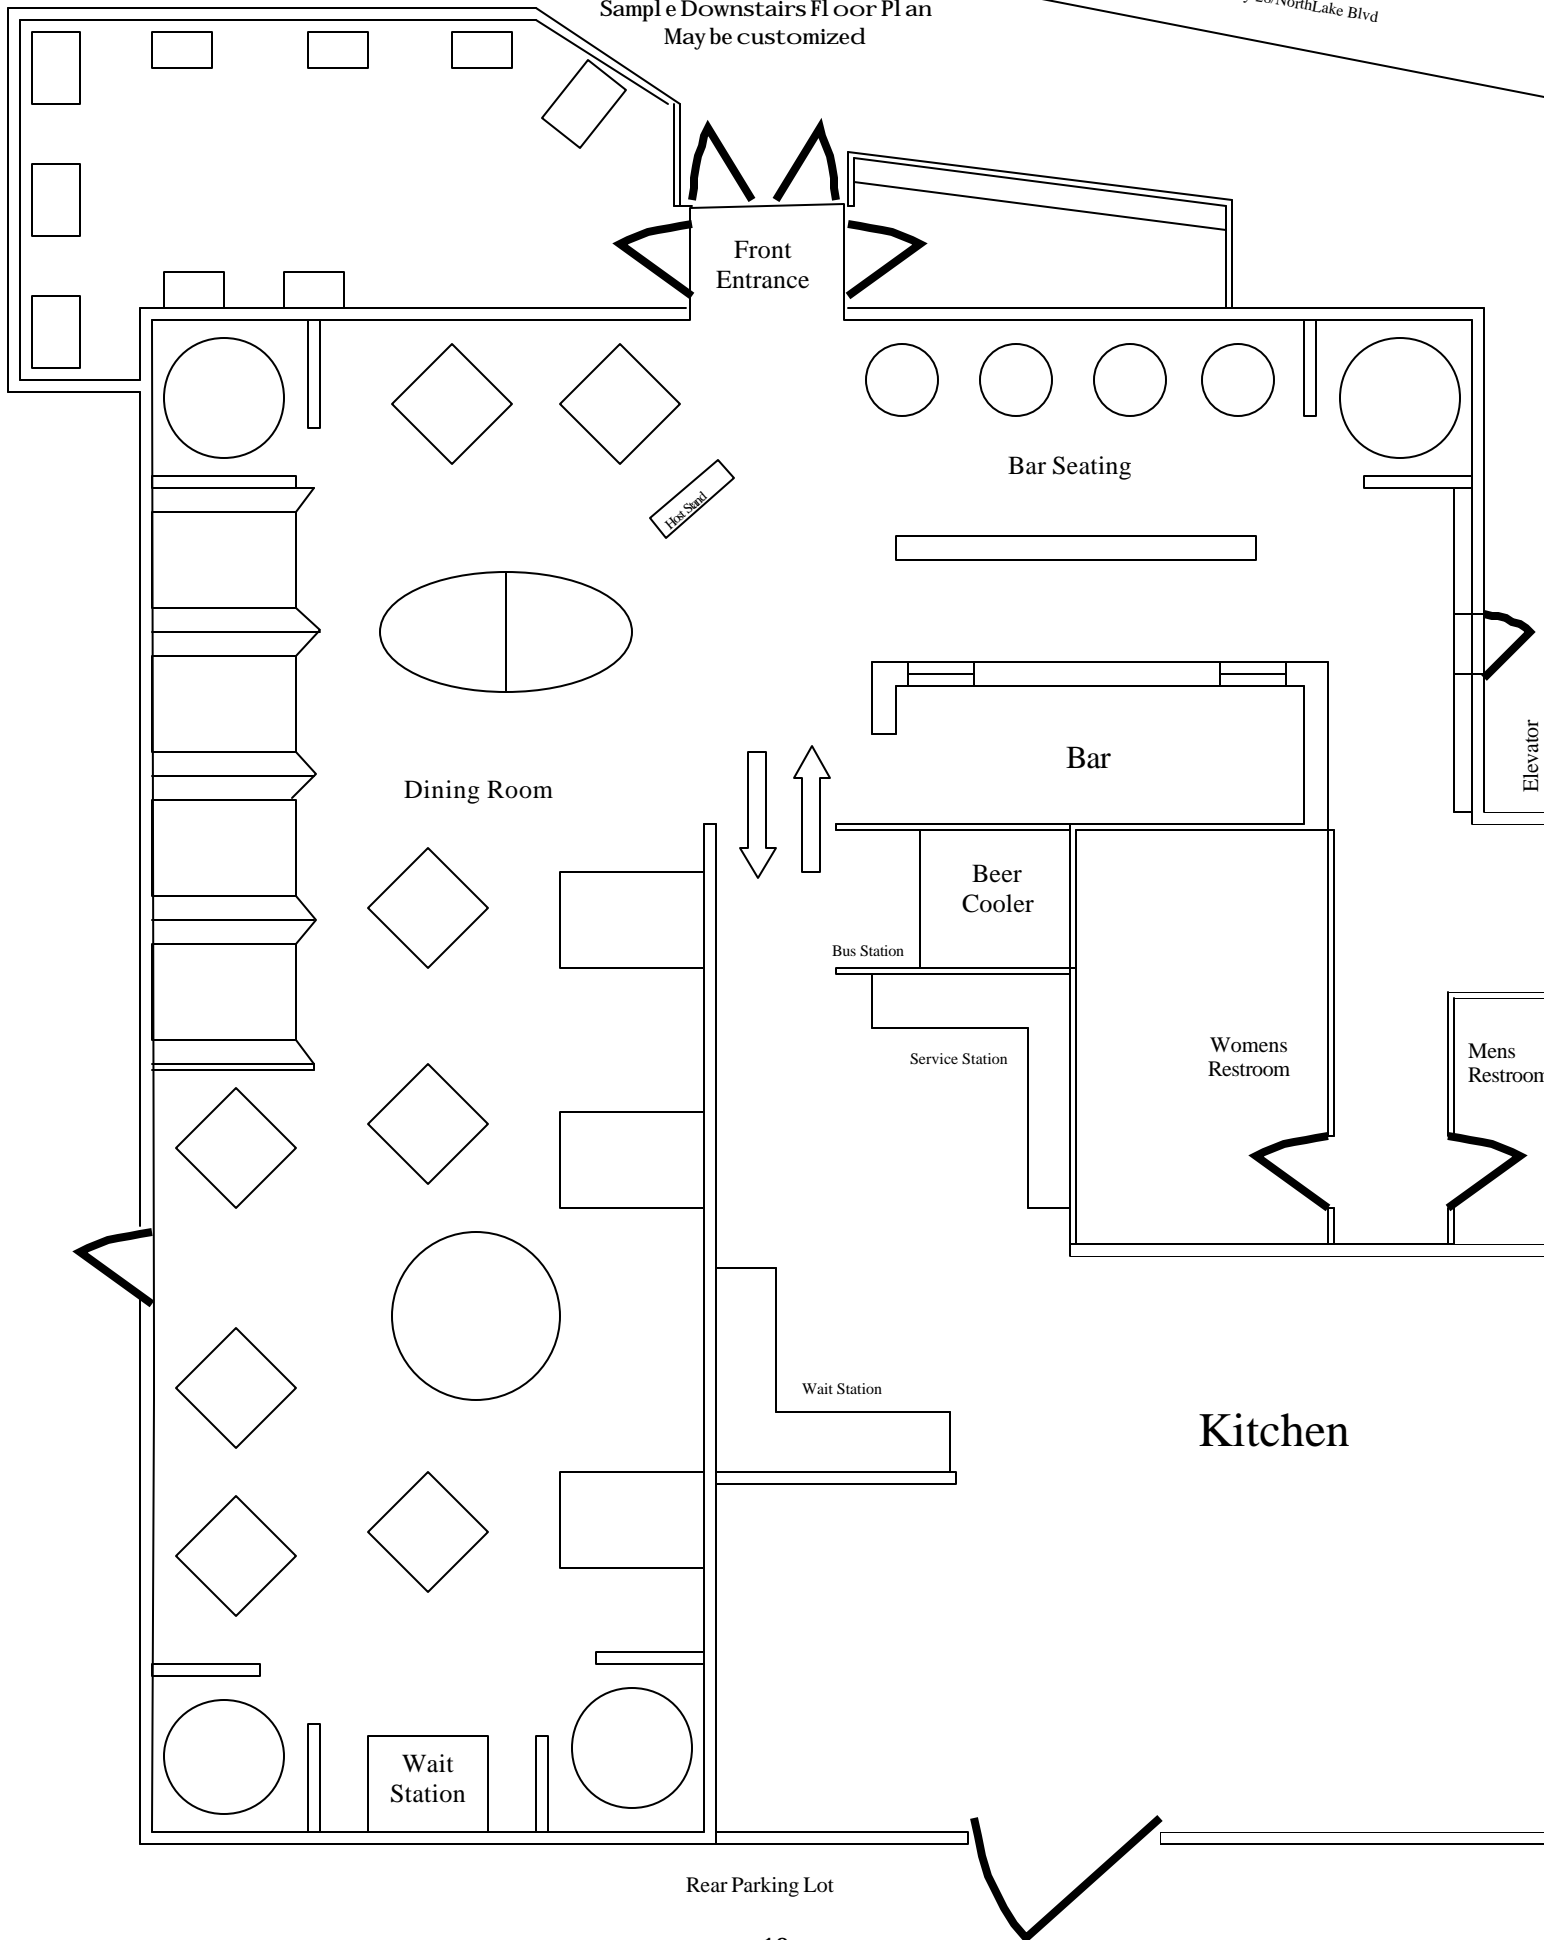 Sample Downstairs Floor Plan
May be customized
NorthLake Blvd
Front
Entrance
Bar Seating
Host Stand
Bar
Elevator
Dining Room
Beer
Cooler
Bus Station
Service Station
Womens
Restroom
Mens
Restroom
Wait Station
Kitchen
Wait
Station
Rear Parking Lot